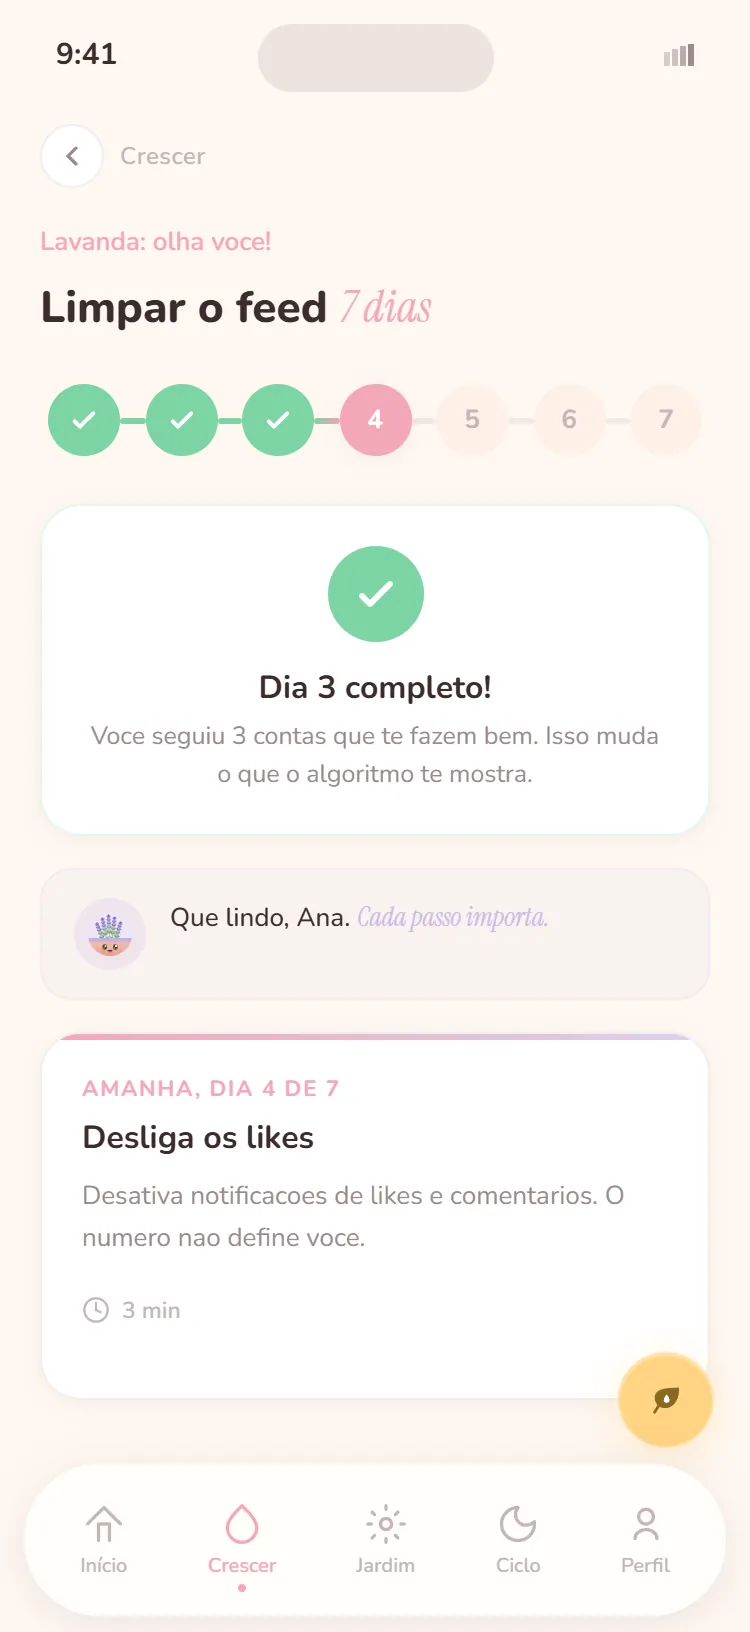 9:41
Crescer
Lavanda: olha voce!
Limpar o feed 7 dias
4 5 6 7
Dia 3 completo!
Voce seguiu 3 contas que te fazem bem. Isso muda
o que o algoritmo te mostra.
Que lindo, Ana. Cada passo importa.
AMANHA, DIA 4 DE 7
Desliga os likes
Desativa notificacoes de likes e comentarios. O
numero nao define voce.
3 min
Início Crescer Jardim Ciclo Perfil